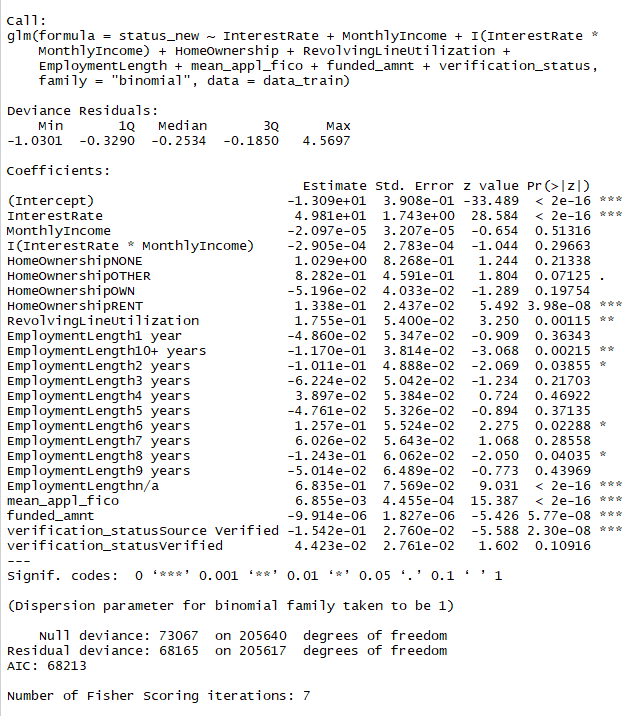 Call:
glm(formula = status_new ~ InterestRate + MonthlyIncome + I(InterestRate *
    MonthlyIncome) + HomeOwnership + RevolvingLineUtilization +
    EmploymentLength + mean_appl_fico + funded_amnt + verification_status,
    family = "binomial", data = data_train)

Deviance Residuals:
    Min       1Q   Median       3Q      Max
-1.0301  -0.3290  -0.2534  -0.1850   4.5697

Coefficients:
                                     Estimate Std. Error z value Pr(>|z|)
(Intercept)                        -1.309e+01  3.908e-01 -33.489  < 2e-16 ***
InterestRate                        4.981e+01  1.743e+00  28.584  < 2e-16 ***
MonthlyIncome                      -2.097e-05  3.207e-05  -0.654  0.51316
I(InterestRate * MonthlyIncome)    -2.905e-04  2.783e-04  -1.044  0.29663
HomeOwnershipNONE                   1.029e+00  8.268e-01   1.244  0.21338
HomeOwnershipOTHER                  8.282e-01  4.591e-01   1.804  0.07125 .
HomeOwnershipOWN                   -5.196e-02  4.033e-02  -1.289  0.19754
HomeOwnershipRENT                   1.338e-01  2.437e-02   5.492 3.98e-08 ***
RevolvingLineUtilization            1.755e-01  5.400e-02   3.250  0.00115 **
EmploymentLength1 year             -4.860e-02  5.347e-02  -0.909  0.36343
EmploymentLength10+ years          -1.170e-01  3.814e-02  -3.068  0.00215 **
EmploymentLength2 years            -1.011e-01  4.888e-02  -2.069  0.03855 *
EmploymentLength3 years            -6.224e-02  5.042e-02  -1.234  0.21703
EmploymentLength4 years             3.897e-02  5.384e-02   0.724  0.46922
EmploymentLength5 years            -4.761e-02  5.326e-02  -0.894  0.37135
EmploymentLength6 years             1.257e-01  5.524e-02   2.275  0.02288 *
EmploymentLength7 years             6.026e-02  5.643e-02   1.068  0.28558
EmploymentLength8 years            -1.243e-01  6.062e-02  -2.050  0.04035 *
EmploymentLength9 years            -5.014e-02  6.489e-02  -0.773  0.43969
EmploymentLengthn/a                 6.835e-01  7.569e-02   9.031  < 2e-16 ***
mean_appl_fico                      6.855e-03  4.455e-04  15.387  < 2e-16 ***
funded_amnt                        -9.914e-06  1.827e-06  -5.426 5.77e-08 ***
verification_statusSource Verified -1.542e-01  2.760e-02  -5.588 2.30e-08 ***
verification_statusVerified         4.423e-02  2.761e-02   1.602  0.10916
---
Signif. codes:  0 ‘***’ 0.001 ‘**’ 0.01 ‘*’ 0.05 ‘.’ 0.1 ‘ ’ 1

(Dispersion parameter for binomial family taken to be 1)

    Null deviance: 73067  on 205640  degrees of freedom
Residual deviance: 68165  on 205617  degrees of freedom
AIC: 68213

Number of Fisher Scoring iterations: 7